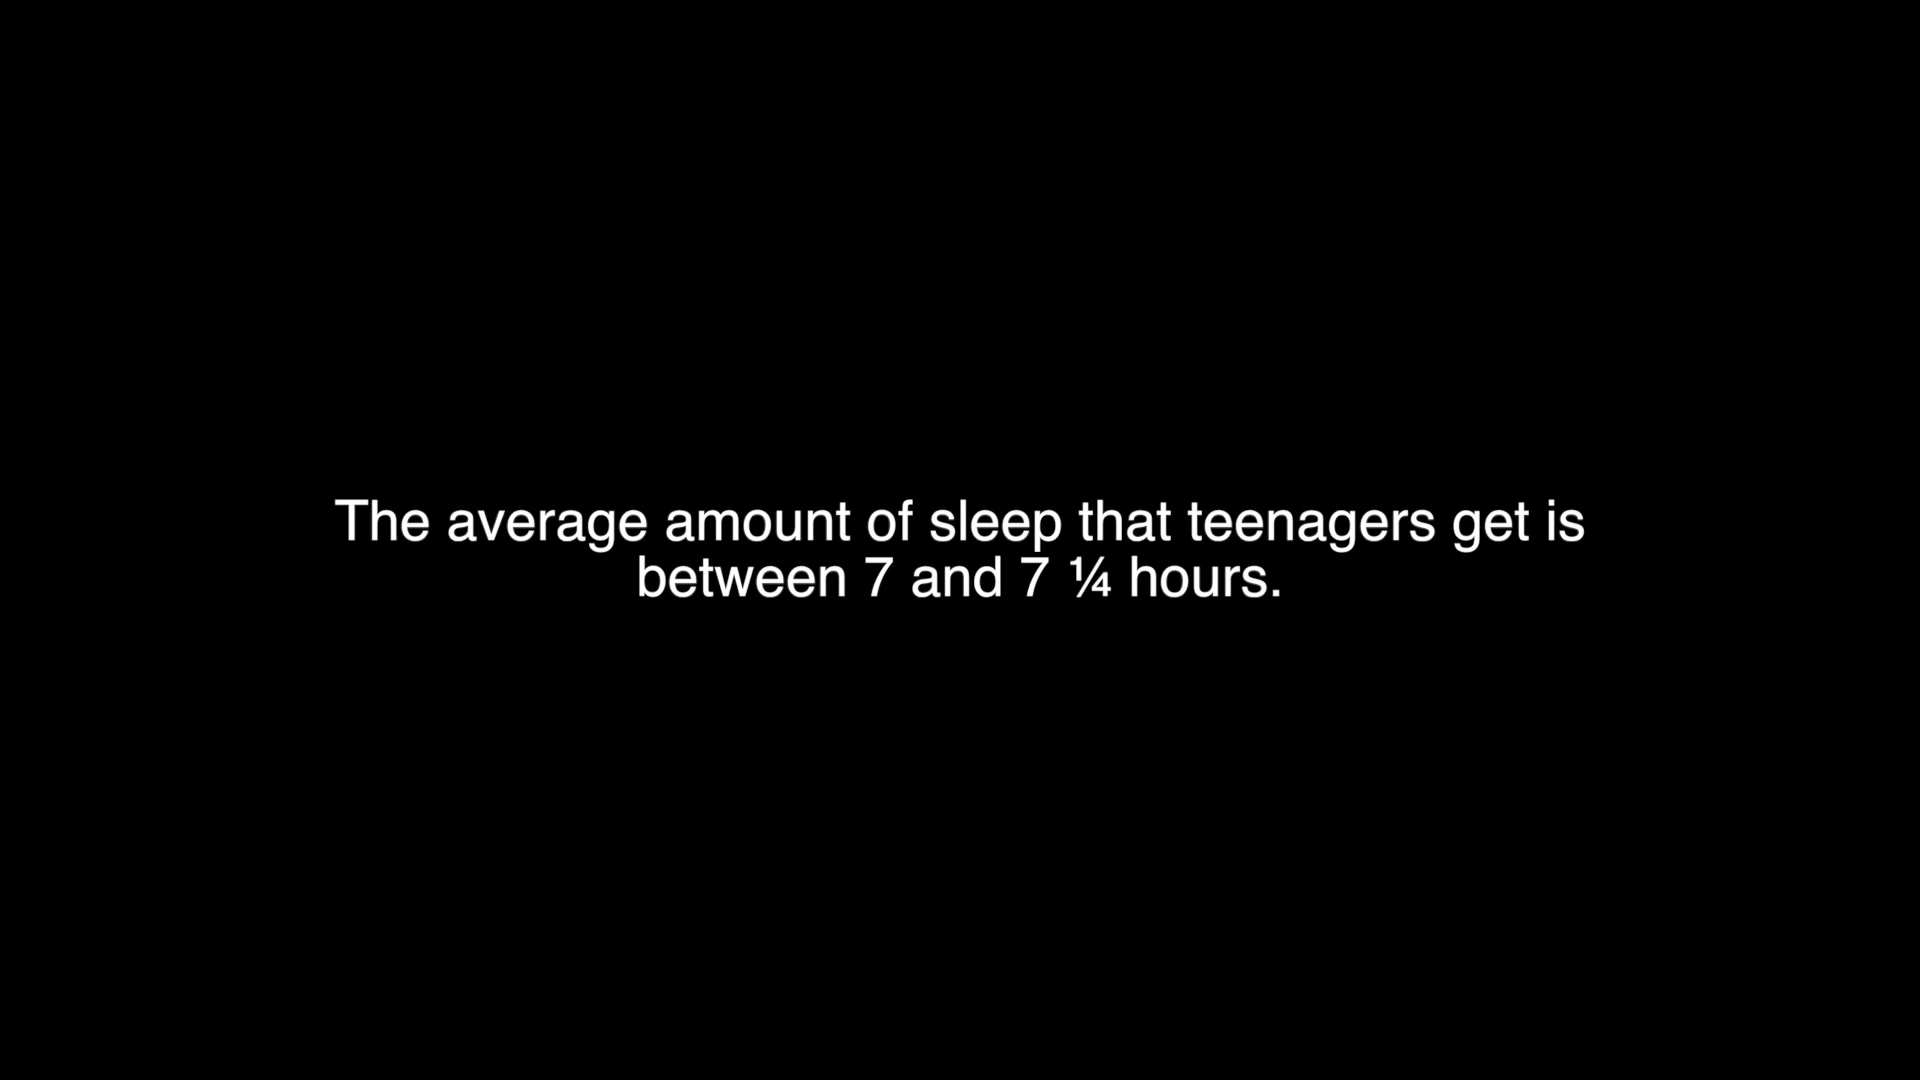 The average amount of sleep that teenagers get is
between 7 and 7 ¼ hours.